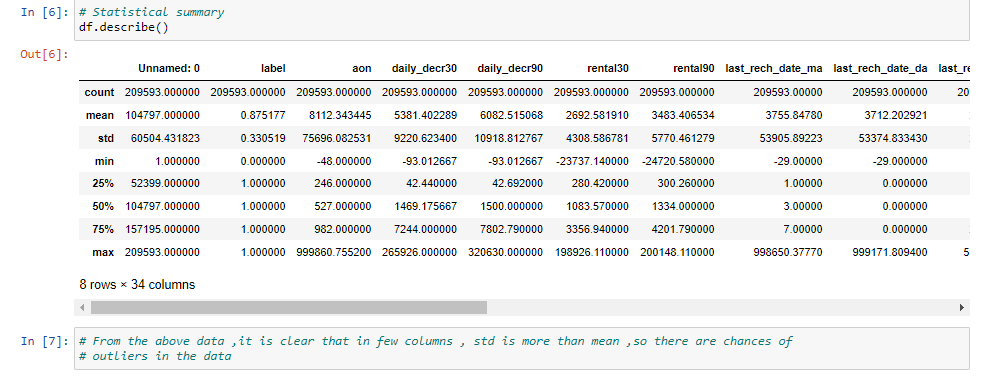 In [6]: # Statistical summary
df.describe()
Out[6]:
Unnamed: 0 label aon daily_decr30 daily_decr90 rental30 rental90 last_rech_date_ma last_rech_date_da last_re
count 209593.000000 209593.000000 209593.000000 209593.000000 209593.000000 209593.000000 209593.000000 209593.00000 209593.000000 20
mean 104797.000000 0.875177 8112.343445 5381.402289 6082.515068 2692.581910 3483.406534 3755.84780 3712.202921
std 60504.431823 0.330519 75696.082531 9220.623400 10918.812767 4308.586781 5770.461279 53905.89223 53374.833430
min 1.000000 0.000000 -48.000000 -93.012667 -93.012667 -23737.140000 -24720.580000 -29.00000 -29.000000
25% 52399.000000 1.000000 246.000000 42.440000 42.692000 280.420000 300.260000 1.00000 0.000000
50% 104797.000000 1.000000 527.000000 1469.175667 1500.000000 1083.570000 1334.000000 3.00000 0.000000
75% 157195.000000 1.000000 982.000000 7244.000000 7802.790000 3356.940000 4201.790000 7.00000 0.000000
max 209593.000000 1.000000 999860.755200 265926.000000 320630.000000 198926.110000 200148.110000 998650.37770 999171.809400 5
8 rows × 34 columns
In [7]: # From the above data ,it is clear that in few columns , std is more than mean ,so there are chances of
# outliers in the data